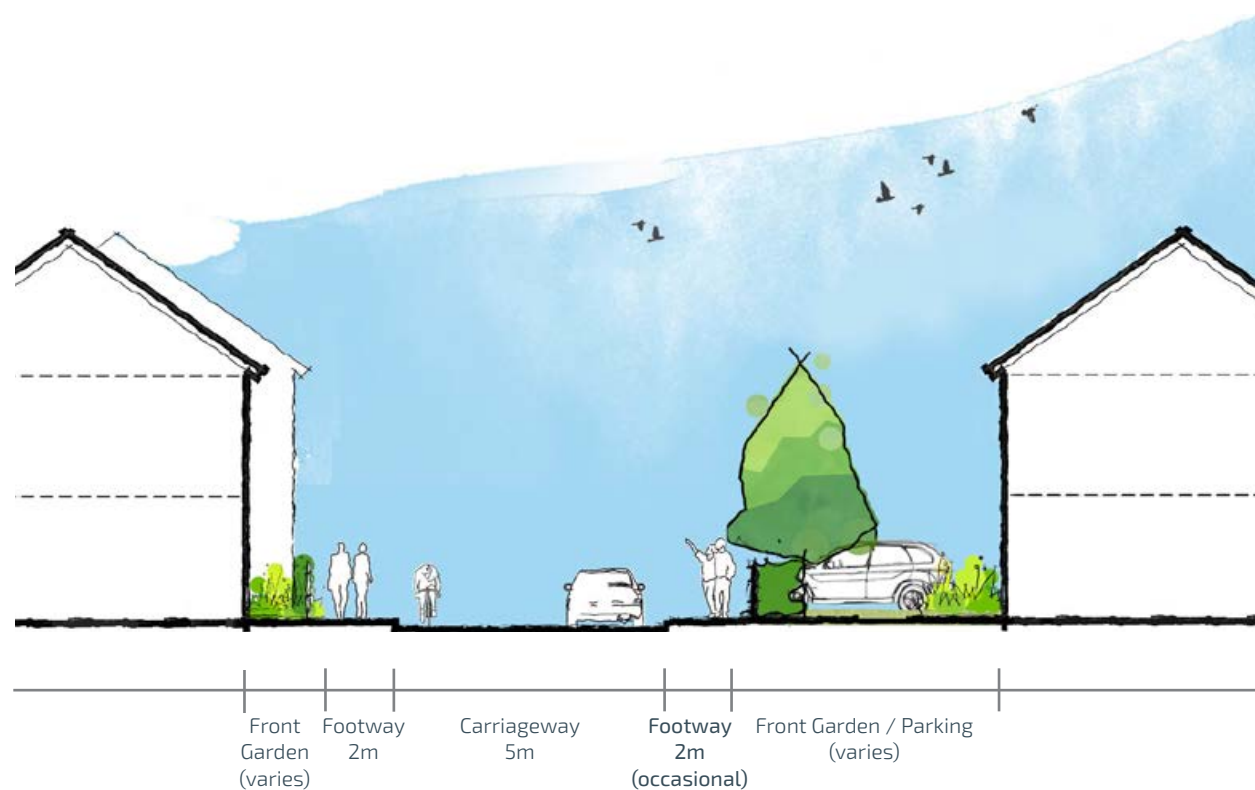 Front
Garden
(varies)
Footway
2m
Carriageway
5m
Footway
2m
(occasional)
Front Garden / Parking
(varies)